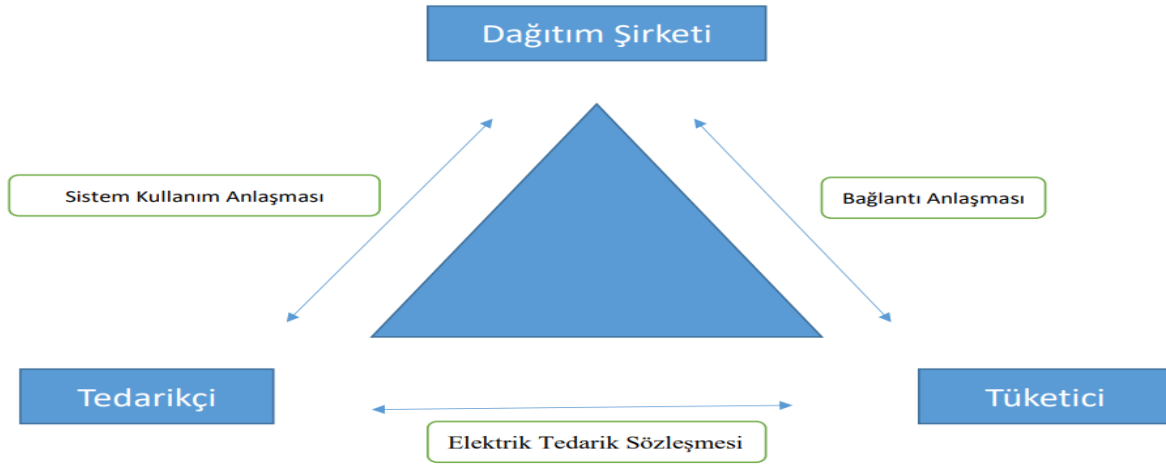 Dağıtım Şirketi
Sistem Kullanım Anlaşması
Bağlantı Anlaşması
Tedarikçi
Tüketici
Elektrik Tedarik Sözleşmesi